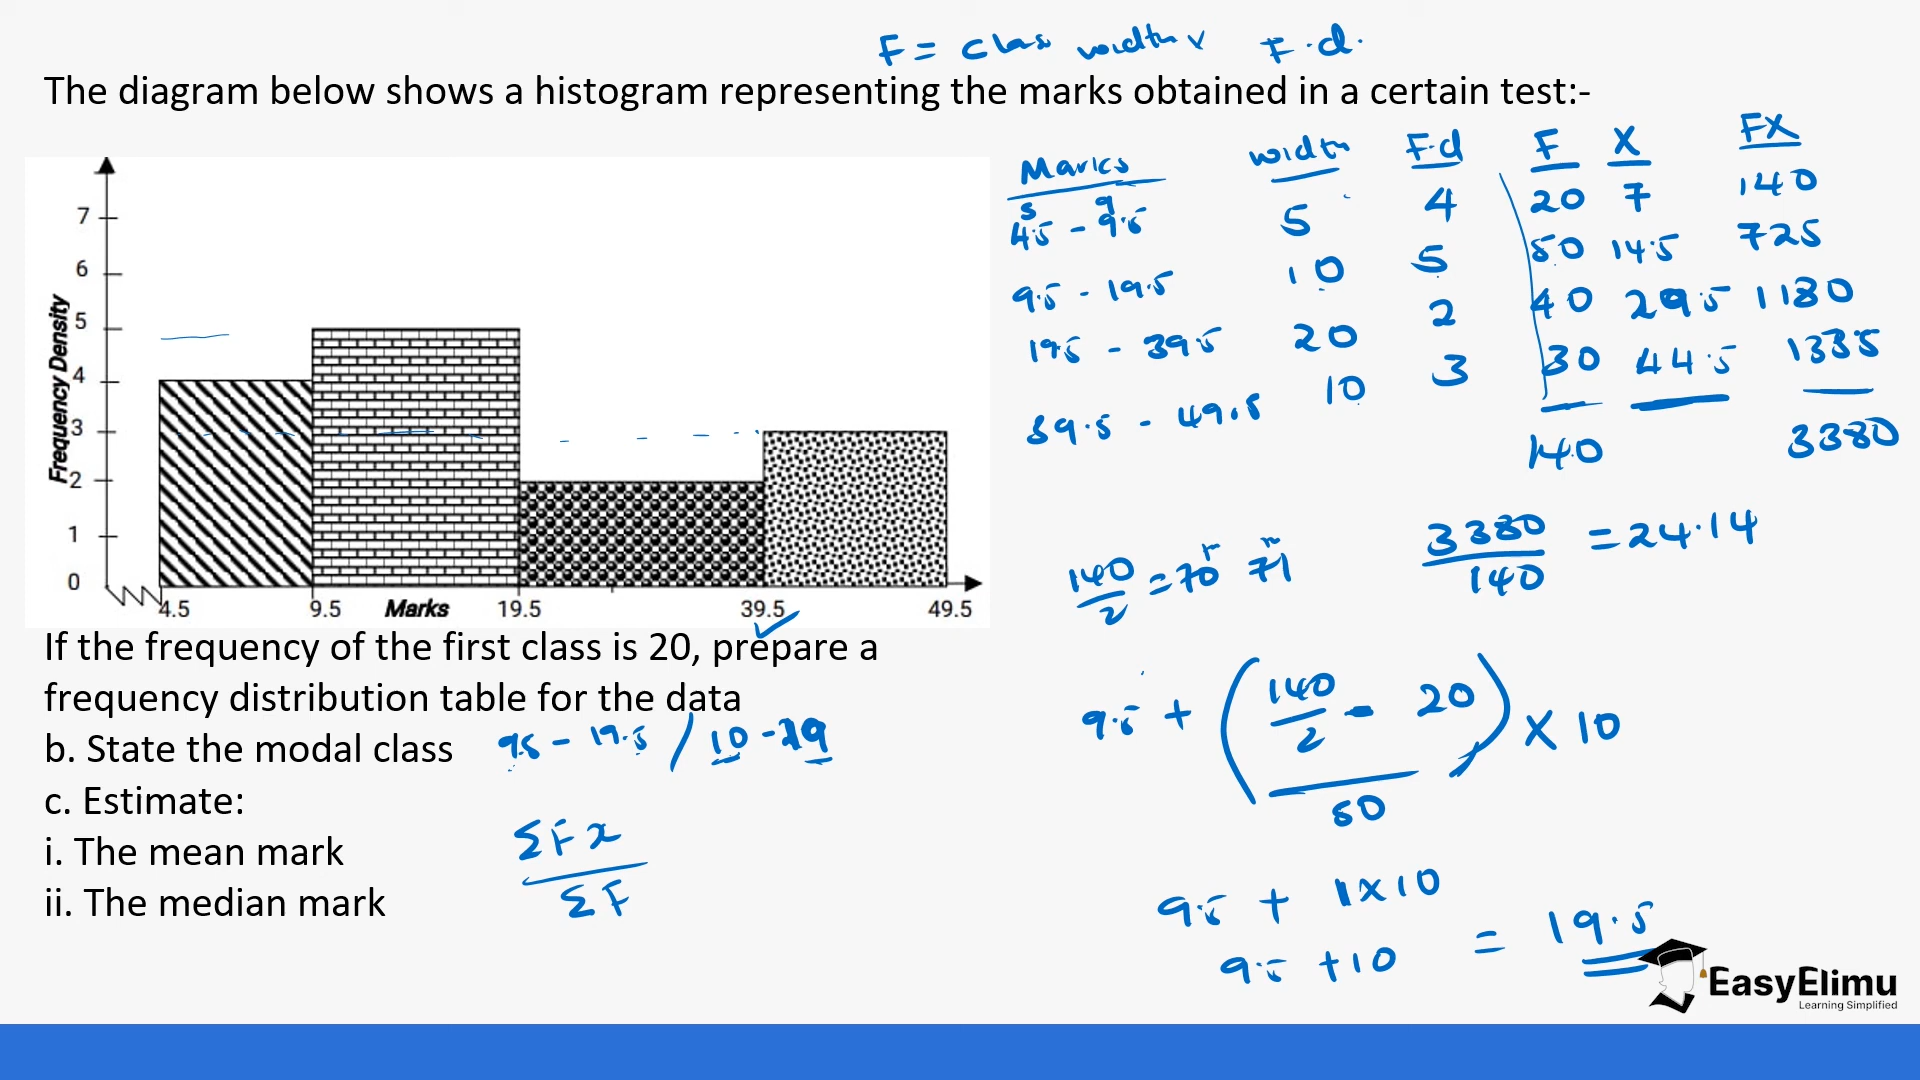 F = Class width x F.d.
The diagram below shows a histogram representing the marks obtained in a certain test:-
Marks width F.d F X FX
5 9
4.5 - 9.5 5 4 20 7 140
9.5 - 19.5 10 5 50 14.5 725
19.5 - 39.5 20 2 40 29.5 1180
39.5 - 49.5 10 3 30 44.5 1335
140 3380
Frequency Density
7
6
5
4
3
2
1
0
4.5 9.5 Marks 19.5 39.5 49.5
If the frequency of the first class is 20, prepare a
frequency distribution table for the data
b. State the modal class 9.5 - 19.5 / 10 - 19
c. Estimate:
i. The mean mark
ii. The median mark
ΣFx
ΣF
140/2 = 70 71
3380/140 = 24.14
9.5 + (140/2 - 20 / 50) x 10
9.5 + 1 x 10
9.5 + 10 = 19.5
EasyElimu
Learning Simplified